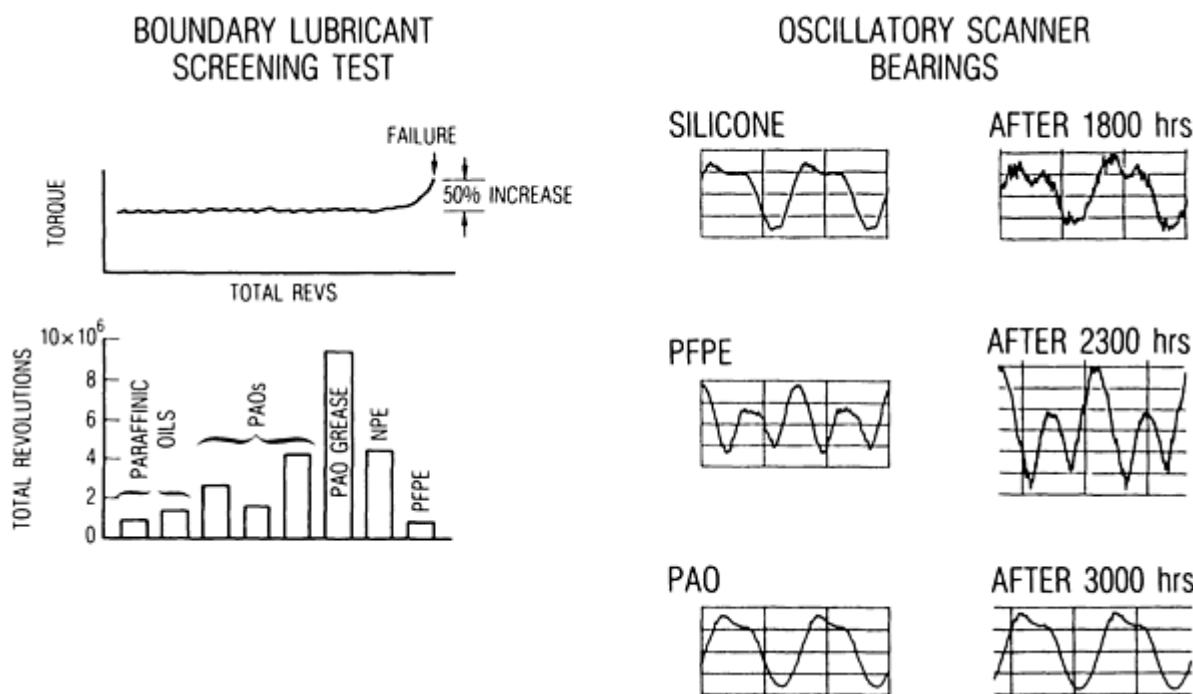 BOUNDARY LUBRICANT
SCREENING TEST
FAILURE
50% INCREASE
TORQUE
TOTAL REVS
TOTAL REVOLUTIONS
10 × 10⁶
8
6
4
2
0
PARAFFINIC
OILS
PAOs
PAO GREASE
NPE
PFPE
OSCILLATORY SCANNER
BEARINGS
SILICONE
AFTER 1800 hrs
PFPE
AFTER 2300 hrs
PAO
AFTER 3000 hrs